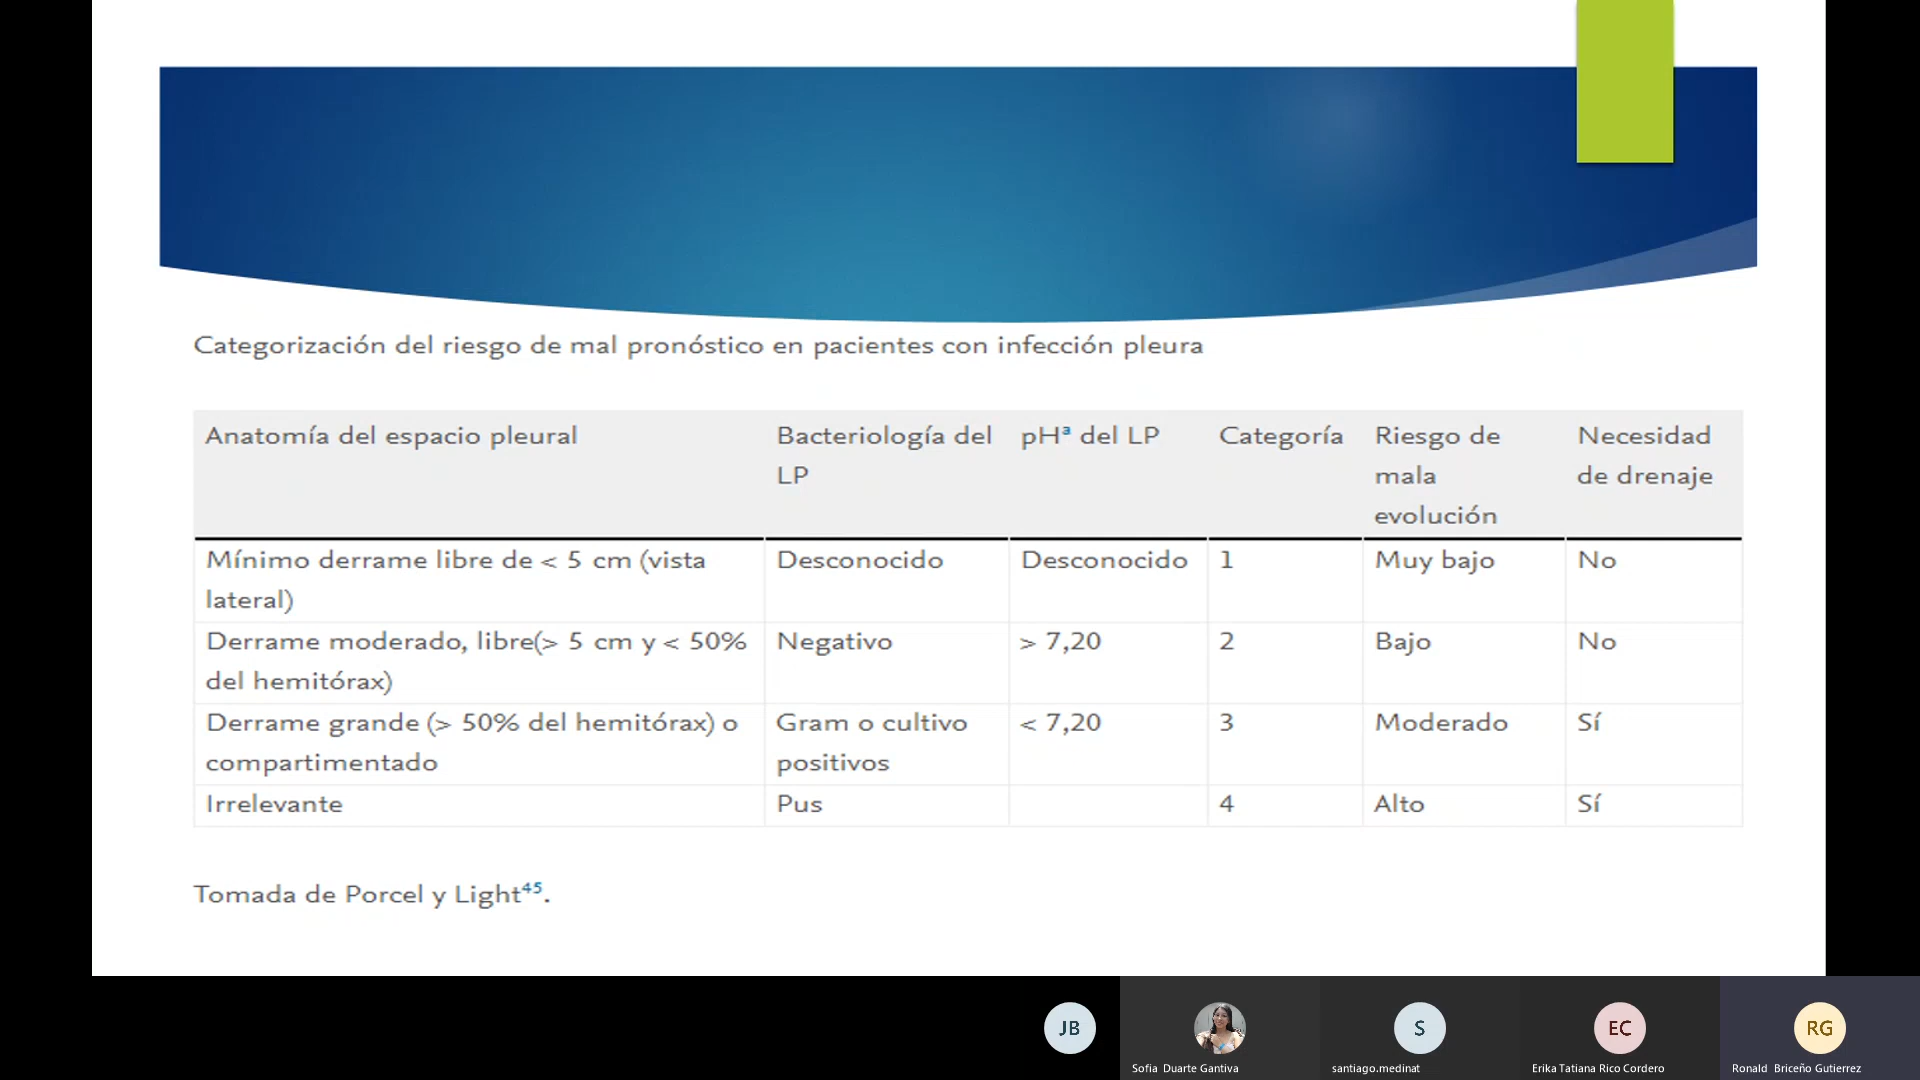 Categorización del riesgo de mal pronóstico en pacientes con infección pleura
Anatomía del espacio pleural
Bacteriología del
LP
pHᵃ del LP
Categoría
Riesgo de
mala
evolución
Necesidad
de drenaje
Mínimo derrame libre de < 5 cm (vista
lateral)
Desconocido
Desconocido
1
Muy bajo
No
Derrame moderado, libre(> 5 cm y < 50%
del hemitórax)
Negativo
> 7,20
2
Bajo
No
Derrame grande (> 50% del hemitórax) o
compartimentado
Gram o cultivo
positivos
< 7,20
3
Moderado
Sí
Irrelevante
Pus
4
Alto
Sí
Tomada de Porcel y Light⁴⁵.
JB
S
EC
RG
Sofia Duarte Gantiva
santiago.medinat
Erika Tatiana Rico Cordero
Ronald Briceño Gutierrez